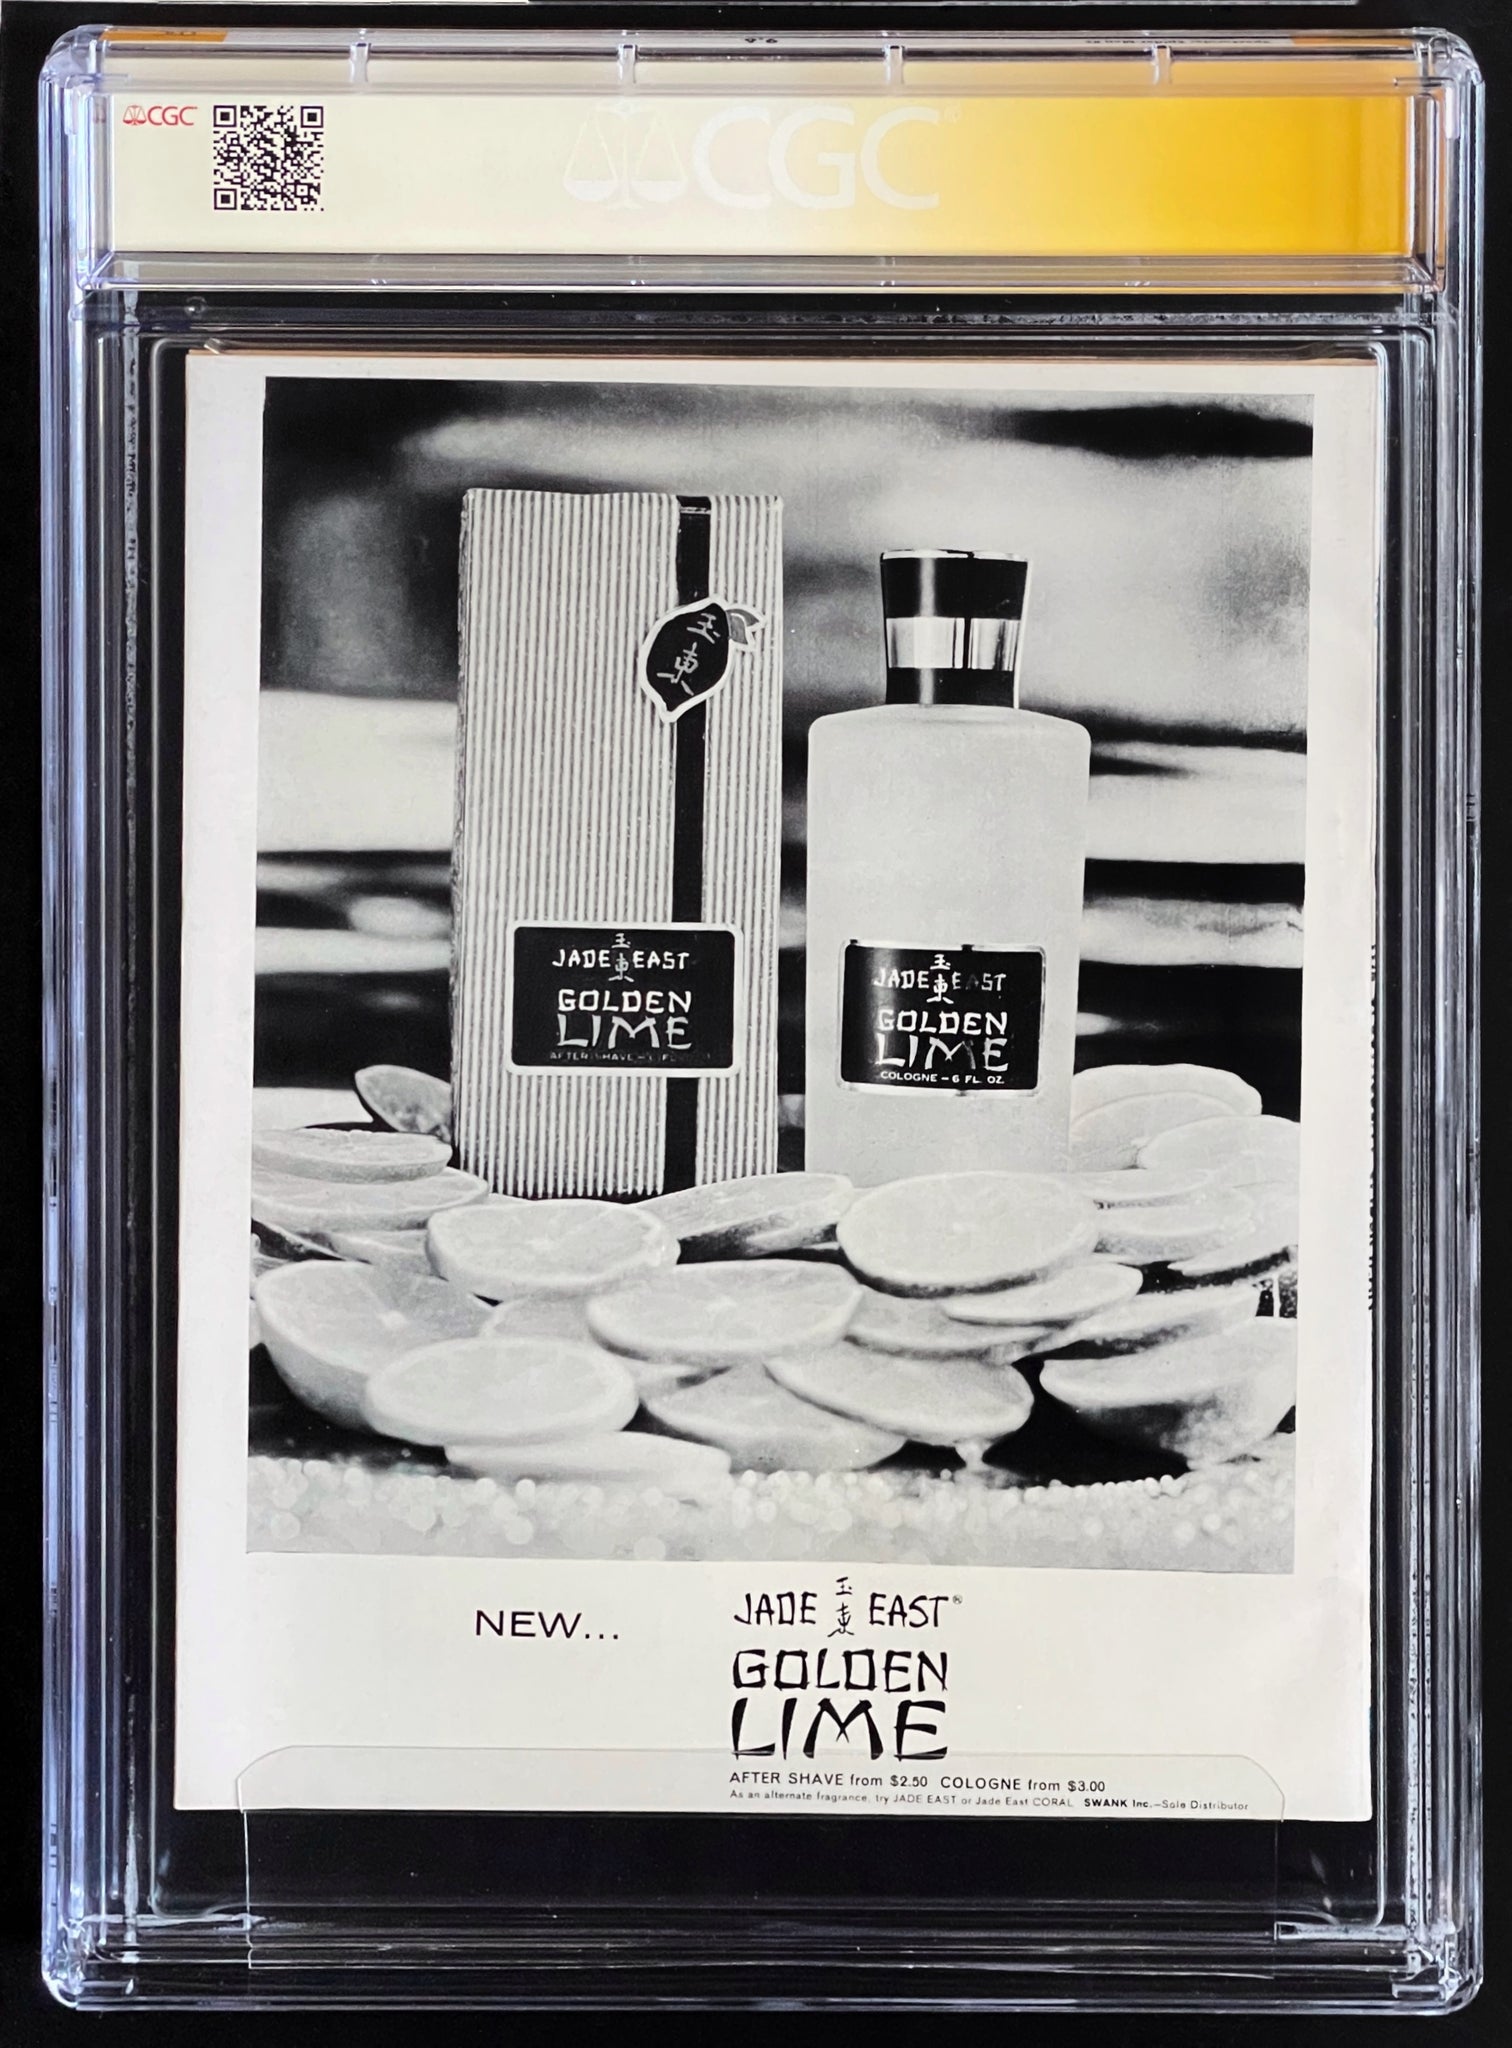 CGC
CGC
玉
東
JADE EAST
GOLDEN
LIME
玉
東
JADE EAST
GOLDEN
LIME
COLOGNE – 6 FL. OZ.
NEW...
玉
JADE 東 EAST®
GOLDEN
LIME
AFTER SHAVE from $2.50 COLOGNE from $3.00
As an alternate fragrance, try JADE EAST or Jade East CORAL SWANK Inc.—Sole Distributor